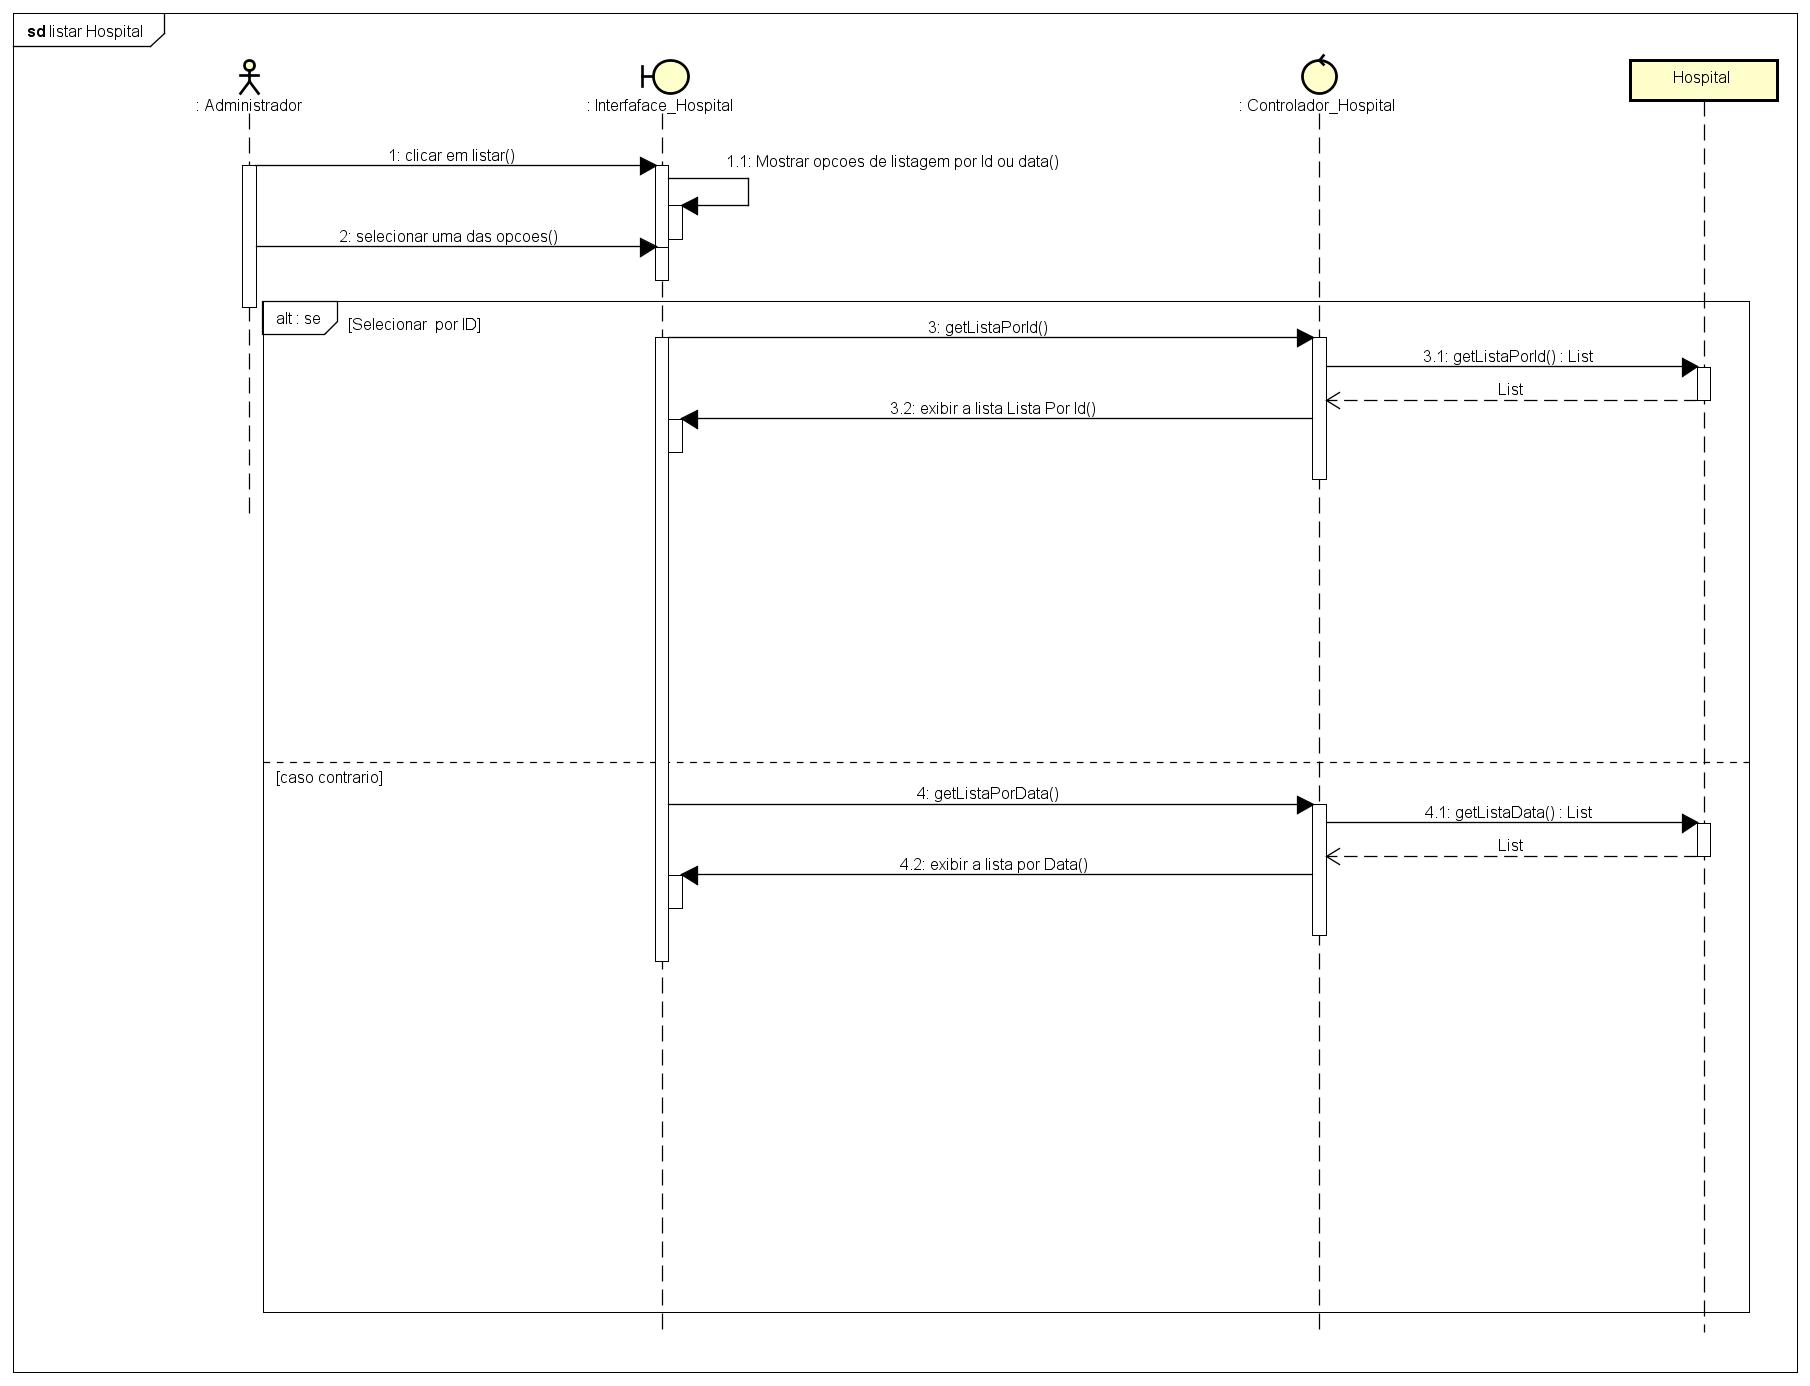 sd listar Hospital
: Administrador
: Interfaface_Hospital
: Controlador_Hospital
Hospital
1: clicar em listar()
1.1: Mostrar opcoes de listagem por Id ou data()
2: selecionar uma das opcoes()
alt : se
[Selecionar  por ID]
3: getListaPorId()
3.1: getListaPorId() : List
List
3.2: exibir a lista Lista Por Id()
[caso contrario]
4: getListaPorData()
4.1: getListaData() : List
List
4.2: exibir a lista por Data()